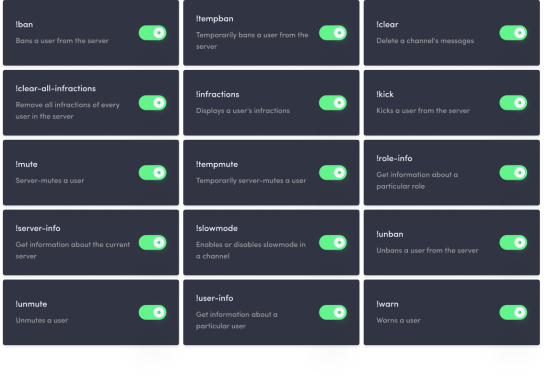 !ban
Bans a user from the server
!tempban
Temporarily bans a user from the
server
!clear
Delete a channel's messages
!clear-all-infractions
Remove all infractions of every
user in the server
!infractions
Displays a user's infractions
!kick
Kicks a user from the server
!mute
Server-mutes a user
!tempmute
Temporarily server-mutes a user
!role-info
Get information about a
particular role
!server-info
Get information about the current
server
!slowmode
Enables or disables slowmode in
a channel
!unban
Unbans a user from the server
!unmute
Unmutes a user
!user-info
Get information about a
particular user
!warn
Warns a user